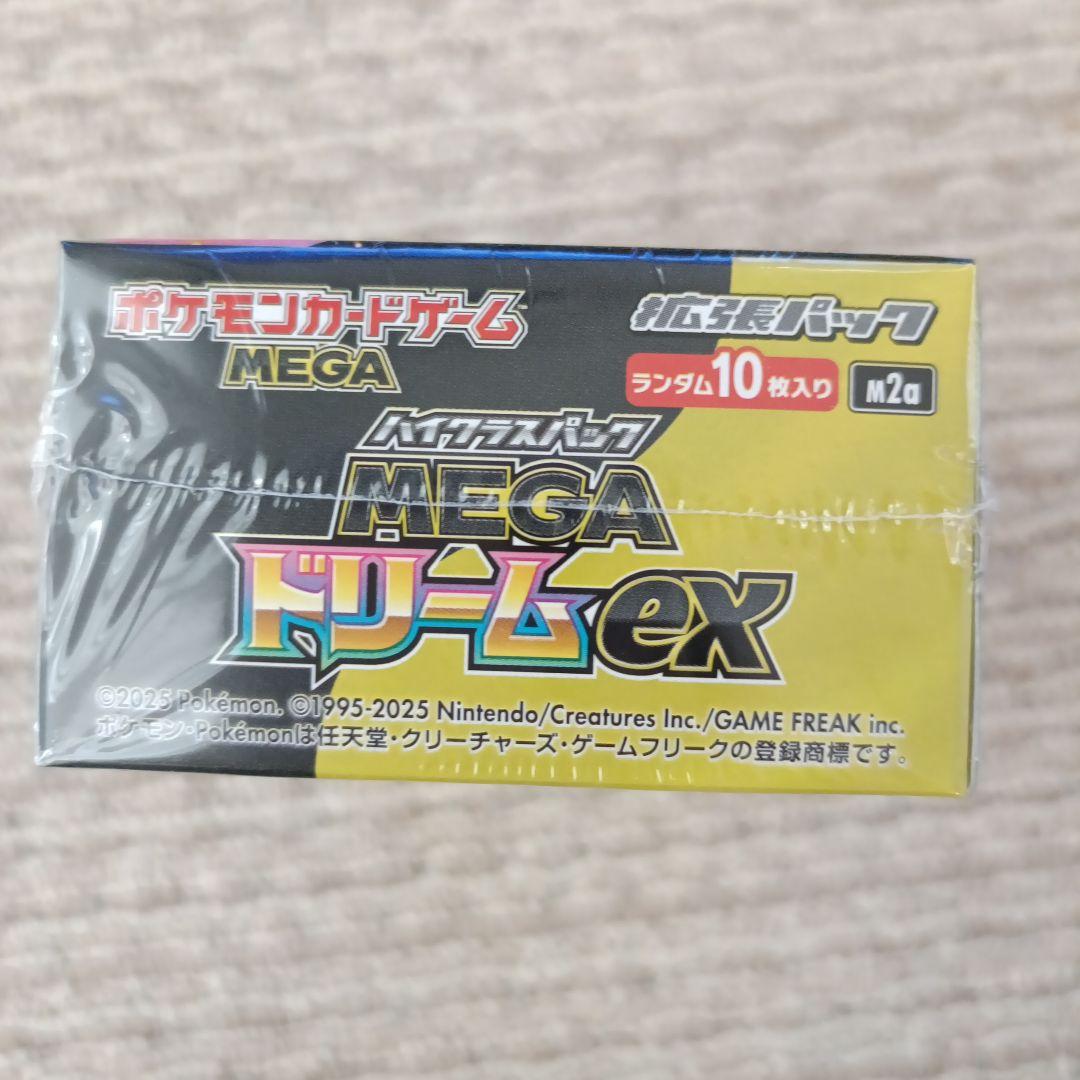 ポケモンカードゲーム™
MEGA
拡張パック
ランダム10枚入り
M2a
ハイクラスパック
MEGA
ドリームex
©2025 Pokémon. ©1995-2025 Nintendo/Creatures Inc./GAME FREAK inc.
ポケモン・Pokémonは任天堂・クリーチャーズ・ゲームフリークの登録商標です。